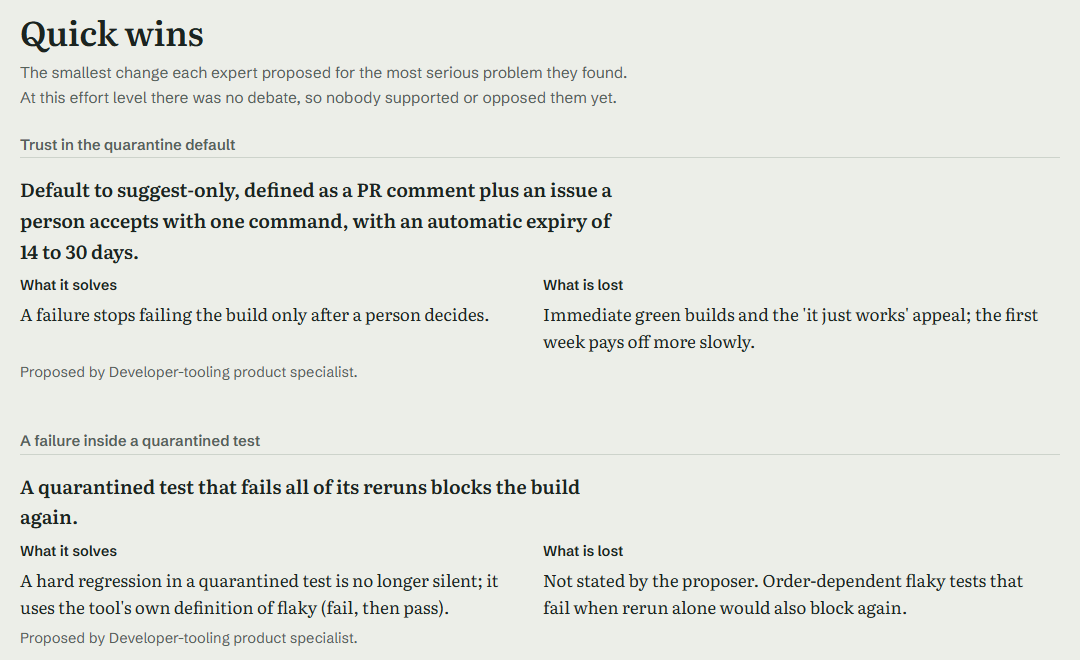 Quick wins
The smallest change each expert proposed for the most serious problem they found.
At this effort level there was no debate, so nobody supported or opposed them yet.
Trust in the quarantine default
Default to suggest-only, defined as a PR comment plus an issue a
person accepts with one command, with an automatic expiry of
14 to 30 days.
What it solves
A failure stops failing the build only after a person decides.
What is lost
Immediate green builds and the 'it just works' appeal; the first
week pays off more slowly.
Proposed by Developer-tooling product specialist.
A failure inside a quarantined test
A quarantined test that fails all of its reruns blocks the build
again.
What it solves
A hard regression in a quarantined test is no longer silent; it
uses the tool's own definition of flaky (fail, then pass).
What is lost
Not stated by the proposer. Order-dependent flaky tests that
fail when rerun alone would also block again.
Proposed by Developer-tooling product specialist.